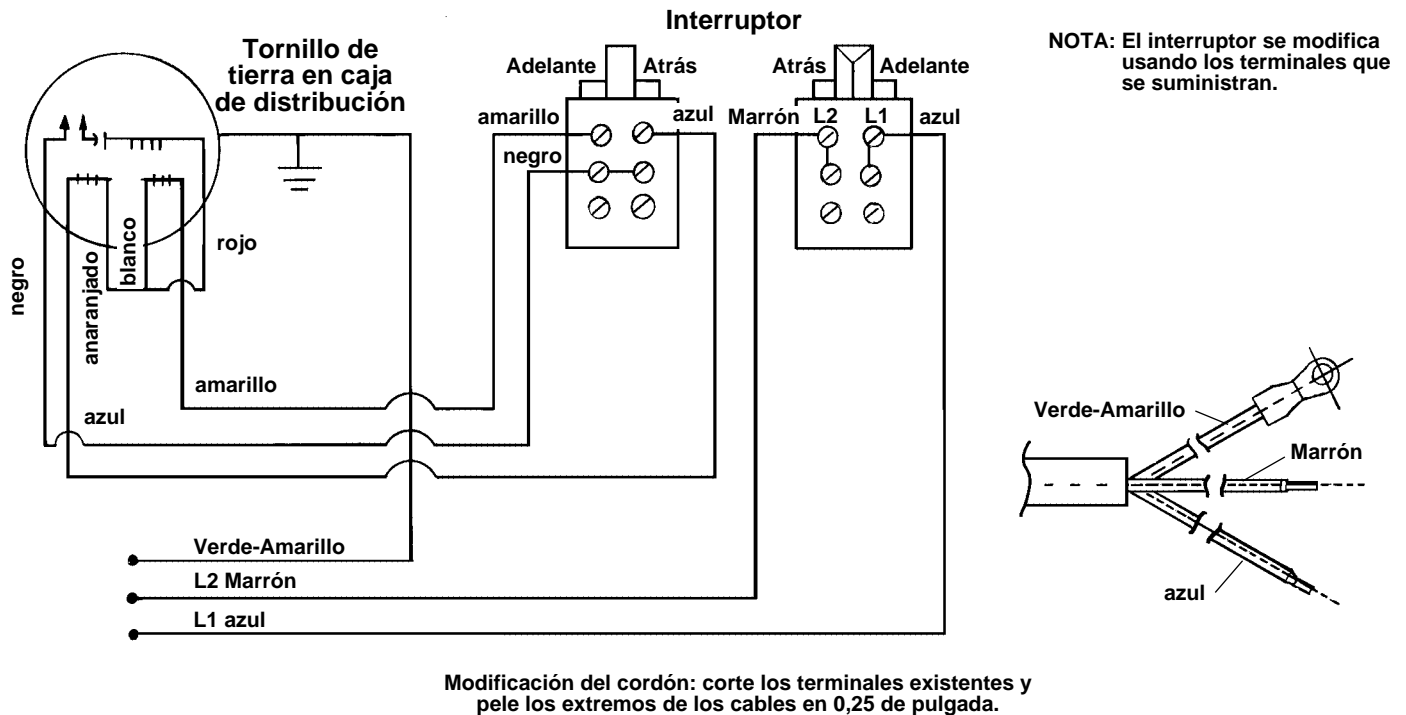 Interruptor
Tornillo de
tierra en caja
de distribución
NOTA: El interruptor se modifica
usando los terminales que
se suministran.
Adelante Atrás
Atrás Adelante
amarillo
azul
Marrón L2 L1 azul
negro
negro
anaranjado
blanco
rojo
amarillo
azul
Verde-Amarillo
Marrón
azul
Verde-Amarillo
L2 Marrón
L1 azul
Modificación del cordón: corte los terminales existentes y
pele los extremos de los cables en 0,25 de pulgada.